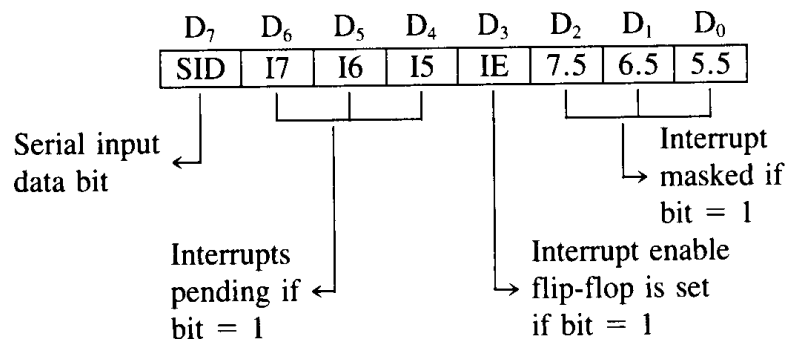 D₇ D₆ D₅ D₄ D₃ D₂ D₁ D₀
SID I7 I6 I5 IE 7.5 6.5 5.5
Serial input
data bit
Interrupts
pending if
bit = 1
Interrupt enable
flip-flop is set
if bit = 1
Interrupt
masked if
bit = 1